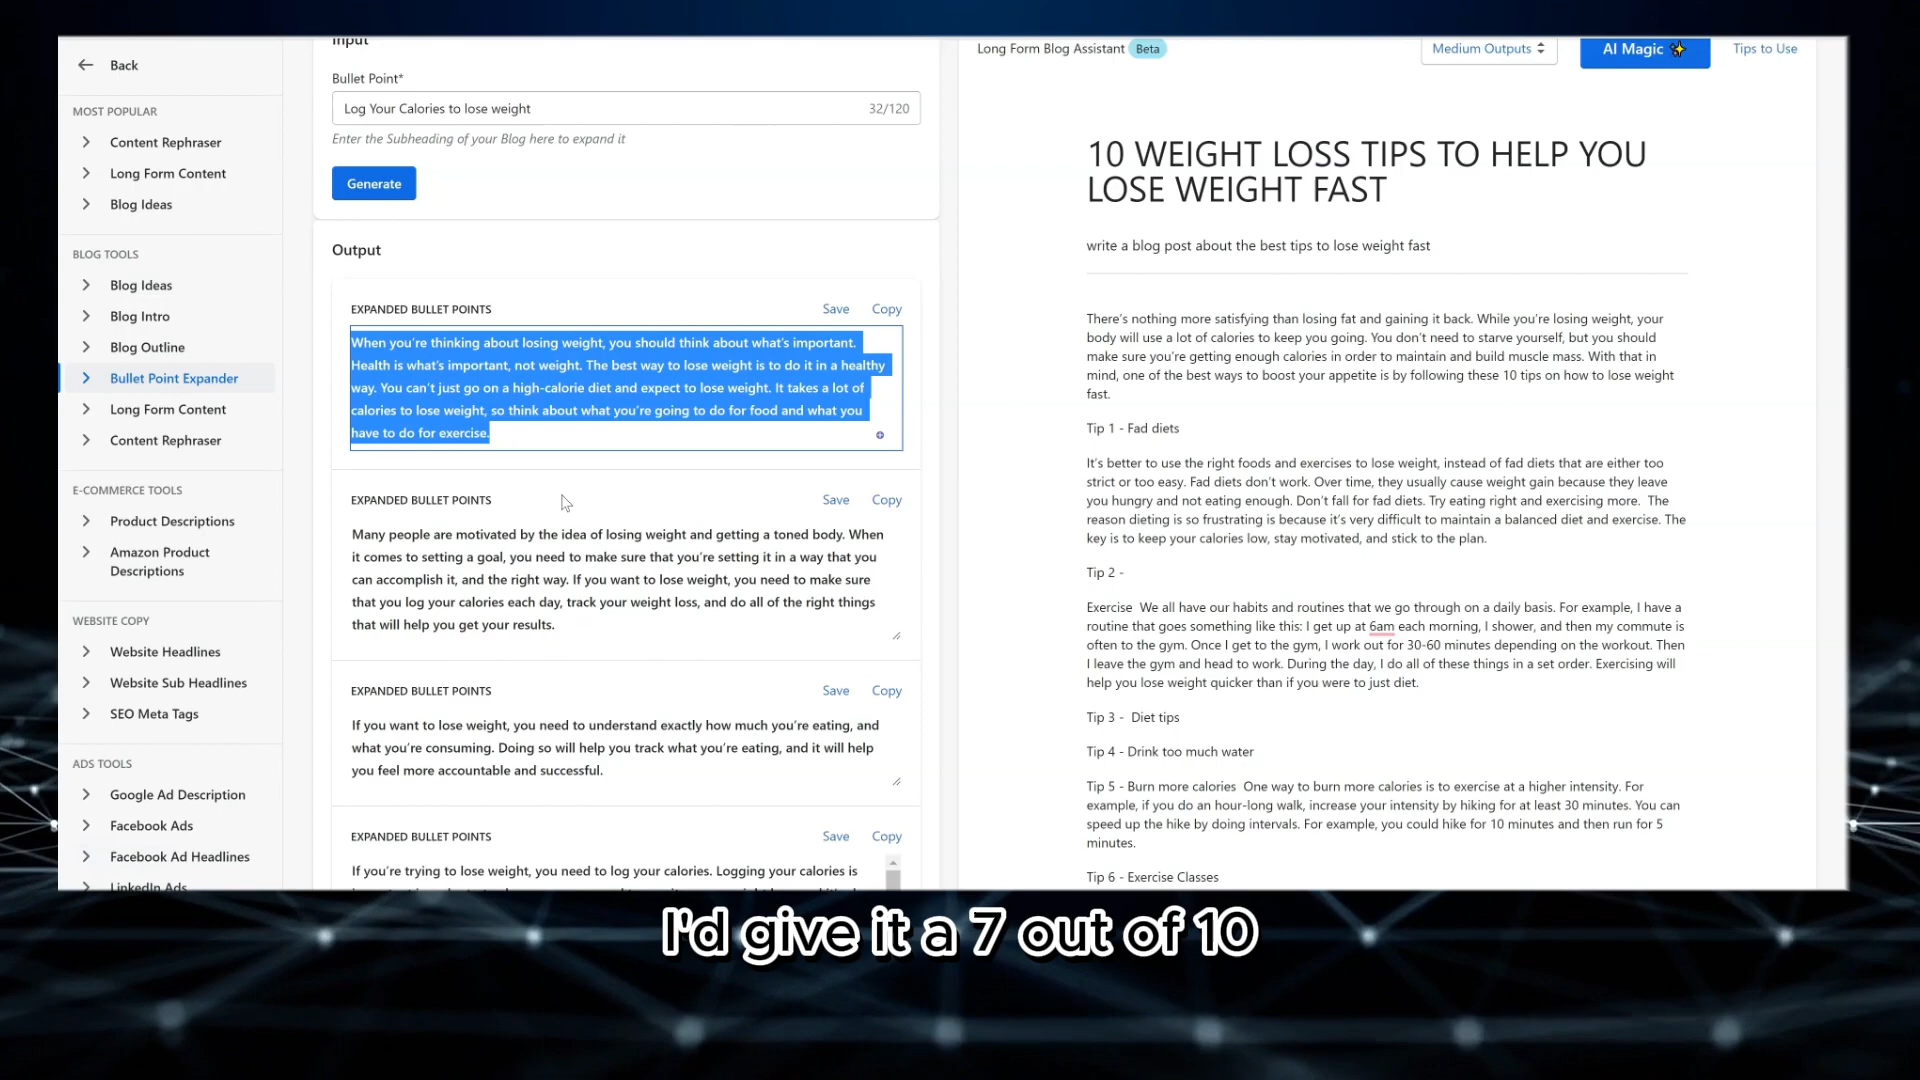 Back
MOST POPULAR
Content Rephraser
Long Form Content
Blog Ideas
BLOG TOOLS
Blog Ideas
Blog Intro
Blog Outline
Bullet Point Expander
Long Form Content
Content Rephraser
E-COMMERCE TOOLS
Product Descriptions
Amazon Product
Descriptions
WEBSITE COPY
Website Headlines
Website Sub Headlines
SEO Meta Tags
ADS TOOLS
Google Ad Description
Facebook Ads
Facebook Ad Headlines
LinkedIn Ads
Input
Bullet Point*
Log Your Calories to lose weight 32/120
Enter the Subheading of your Blog here to expand it
Generate
Output
EXPANDED BULLET POINTS Save Copy
When you're thinking about losing weight, you should think about what's important.
Health is what's important, not weight. The best way to lose weight is to do it in a healthy
way. You can't just go on a high-calorie diet and expect to lose weight. It takes a lot of
calories to lose weight, so think about what you're going to do for food and what you
have to do for exercise.
EXPANDED BULLET POINTS Save Copy
Many people are motivated by the idea of losing weight and getting a toned body. When
it comes to setting a goal, you need to make sure that you're setting it in a way that you
can accomplish it, and the right way. If you want to lose weight, you need to make sure
that you log your calories each day, track your weight loss, and do all of the right things
that will help you get your results.
EXPANDED BULLET POINTS Save Copy
If you want to lose weight, you need to understand exactly how much you're eating, and
what you're consuming. Doing so will help you track what you're eating, and it will help
you feel more accountable and successful.
EXPANDED BULLET POINTS Save Copy
If you're trying to lose weight, you need to log your calories. Logging your calories is
Long Form Blog Assistant Beta
Medium Outputs
AI Magic ✨
Tips to Use
10 WEIGHT LOSS TIPS TO HELP YOU
LOSE WEIGHT FAST
write a blog post about the best tips to lose weight fast
There's nothing more satisfying than losing fat and gaining it back. While you're losing weight, your
body will use a lot of calories to keep you going. You don't need to starve yourself, but you should
make sure you're getting enough calories in order to maintain and build muscle mass. With that in
mind, one of the best ways to boost your appetite is by following these 10 tips on how to lose weight
fast.
Tip 1 - Fad diets
It's better to use the right foods and exercises to lose weight, instead of fad diets that are either too
strict or too easy. Fad diets don't work. Over time, they usually cause weight gain because they leave
you hungry and not eating enough. Don't fall for fad diets. Try eating right and exercising more. The
reason dieting is so frustrating is because it's very difficult to maintain a balanced diet and exercise. The
key is to keep your calories low, stay motivated, and stick to the plan.
Tip 2 -
Exercise We all have our habits and routines that we go through on a daily basis. For example, I have a
routine that goes something like this: I get up at 6am each morning, I shower, and then my commute is
often to the gym. Once I get to the gym, I work out for 30-60 minutes depending on the workout. Then
I leave the gym and head to work. During the day, I do all of these things in a set order. Exercising will
help you lose weight quicker than if you were to just diet.
Tip 3 - Diet tips
Tip 4 - Drink too much water
Tip 5 - Burn more calories One way to burn more calories is to exercise at a higher intensity. For
example, if you do an hour-long walk, increase your intensity by hiking for at least 30 minutes. You can
speed up the hike by doing intervals. For example, you could hike for 10 minutes and then run for 5
minutes.
Tip 6 - Exercise Classes
I'd give it a 7 out of 10